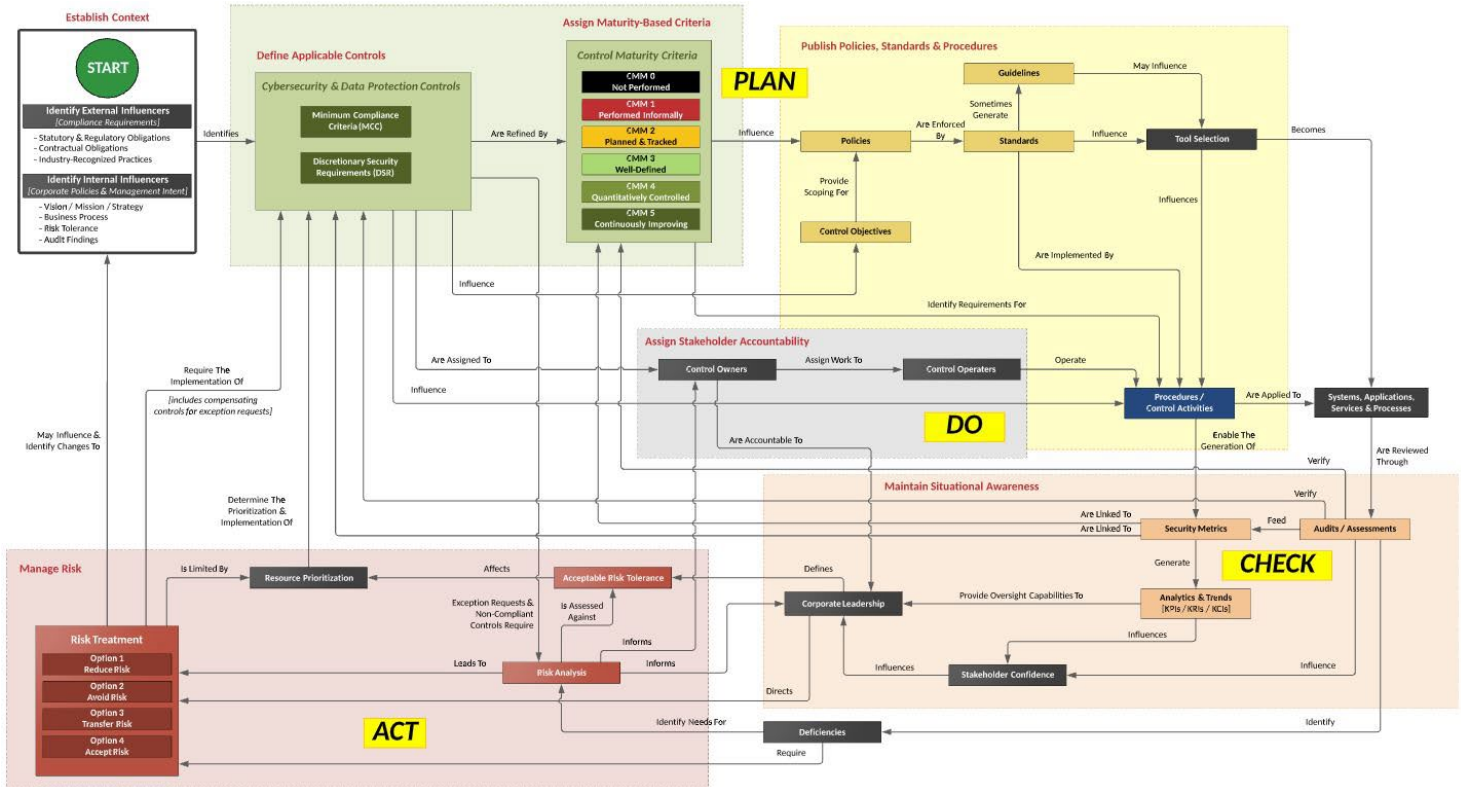 Establish Context
START
Identify External Influencers
[Compliance Requirements]
- Statutory & Regulatory Obligations
- Contractual Obligations
- Industry-Recognized Practices
Identify Internal Influencers
[Corporate Policies & Management Intent]
- Vision / Mission / Strategy
- Business Process
- Risk Tolerance
- Audit Findings
Identifies
Define Applicable Controls
Cybersecurity & Data Protection Controls
Minimum Compliance
Criteria (MCC)
Discretionary Security
Requirements (DSR)
Are Refined By
Assign Maturity-Based Criteria
Control Maturity Criteria
CMM 0
Not Performed
CMM 1
Performed Informally
CMM 2
Planned & Tracked
CMM 3
Well-Defined
CMM 4
Quantitatively Controlled
CMM 5
Continuously Improving
PLAN
Influence
Publish Policies, Standards & Procedures
Guidelines
May Influence
Sometimes
Generate
Policies
Are Enforced
By
Standards
Influence
Tool Selection
Becomes
Provide
Scoping For
Influences
Control Objectives
Are Implemented By
Influence
Identify Requirements For
Assign Stakeholder Accountability
Are Assigned To
Control Owners
Assign Work To
Control Operaters
Operate
Influence
Procedures /
Control Activities
Are Applied To
Systems, Applications,
Services & Processes
DO
Are Accountable To
Enable The
Generation Of
Are Reviewed
Through
Require The
Implementation Of
[includes compensating
controls for exception requests]
May Influence &
Identify Changes To
Determine The
Prioritization &
Implementation Of
Verify
Maintain Situational Awareness
Verify
Are Linked To
Are Linked To
Security Metrics
Feed
Audits / Assessments
CHECK
Generate
Manage Risk
Is Limited By
Resource Prioritization
Affects
Acceptable Risk Tolerance
Defines
Corporate Leadership
Provide Oversight Capabilities To
Analytics & Trends
[KPIs / KRIs / KCIs]
Exception Requests &
Non-Compliant
Controls Require
Is Assessed
Against
Influences
Risk Treatment
Option 1
Reduce Risk
Option 2
Avoid Risk
Option 3
Transfer Risk
Option 4
Accept Risk
Leads To
Risk Analysis
Informs
Informs
Influences
Stakeholder Confidence
Influence
Directs
ACT
Identify Needs For
Deficiencies
Identify
Require